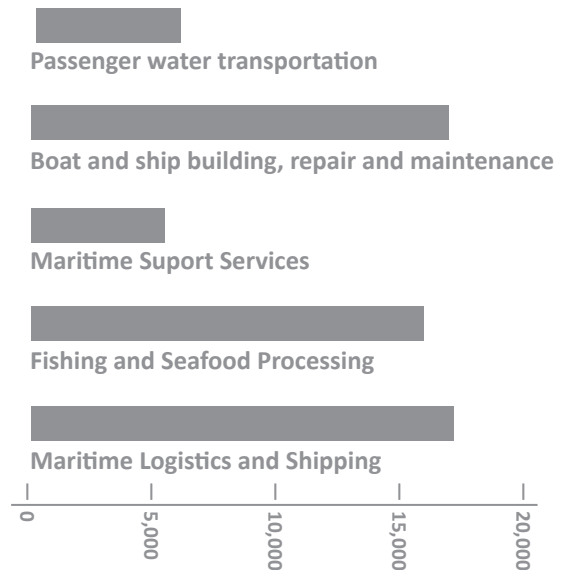 Passenger water transportation
Boat and ship building, repair and maintenance
Maritime Suport Services
Fishing and Seafood Processing
Maritime Logistics and Shipping
0
5,000
10,000
15,000
20,000